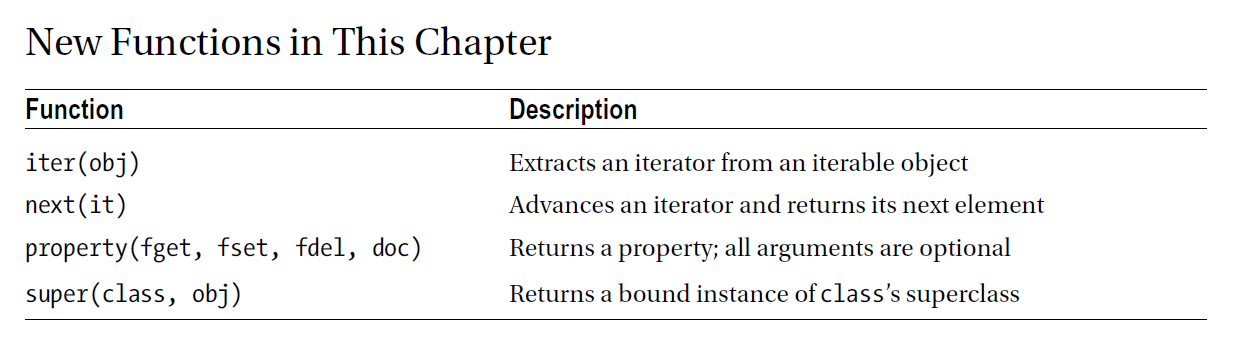 New Functions in This Chapter
Function Description
iter(obj) Extracts an iterator from an iterable object
next(it) Advances an iterator and returns its next element
property(fget, fset, fdel, doc) Returns a property; all arguments are optional
super(class, obj) Returns a bound instance of class’s superclass